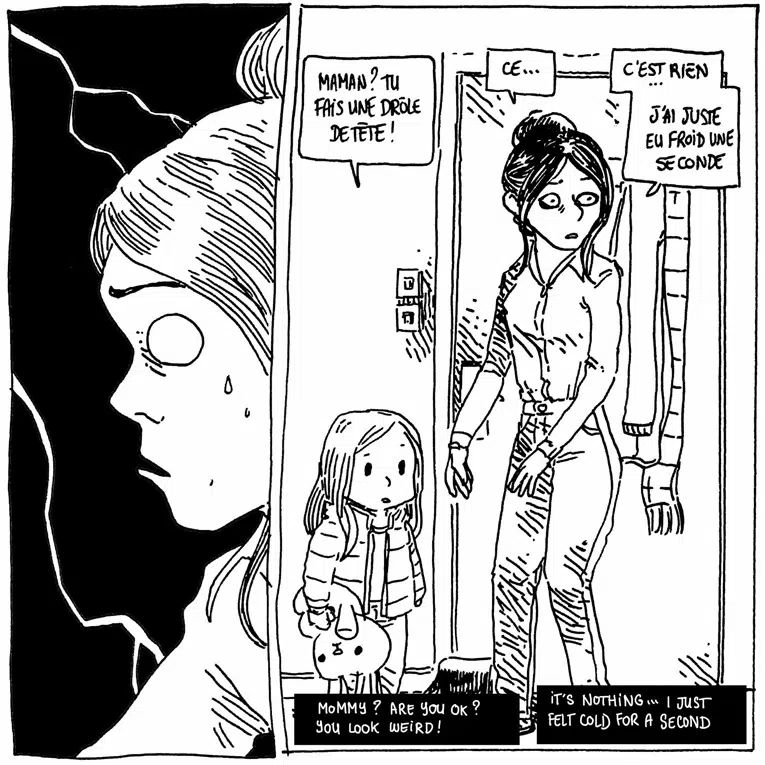 MAMAN? TU
FAIS UNE DRÔLE
DE TÊTE!
CE...
C'EST RIEN
...
J'AI JUSTE
EU FROID UNE
SECONDE
MOMMY? ARE YOU OK?
YOU LOOK WEIRD!
IT'S NOTHING... I JUST
FELT COLD FOR A SECOND